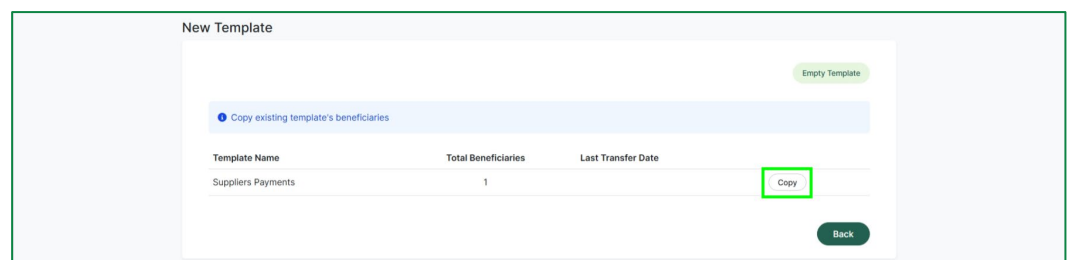 New Template
Empty Template
Copy existing template's beneficiaries
Template Name Total Beneficiaries Last Transfer Date
Suppliers Payments 1 Copy
Back